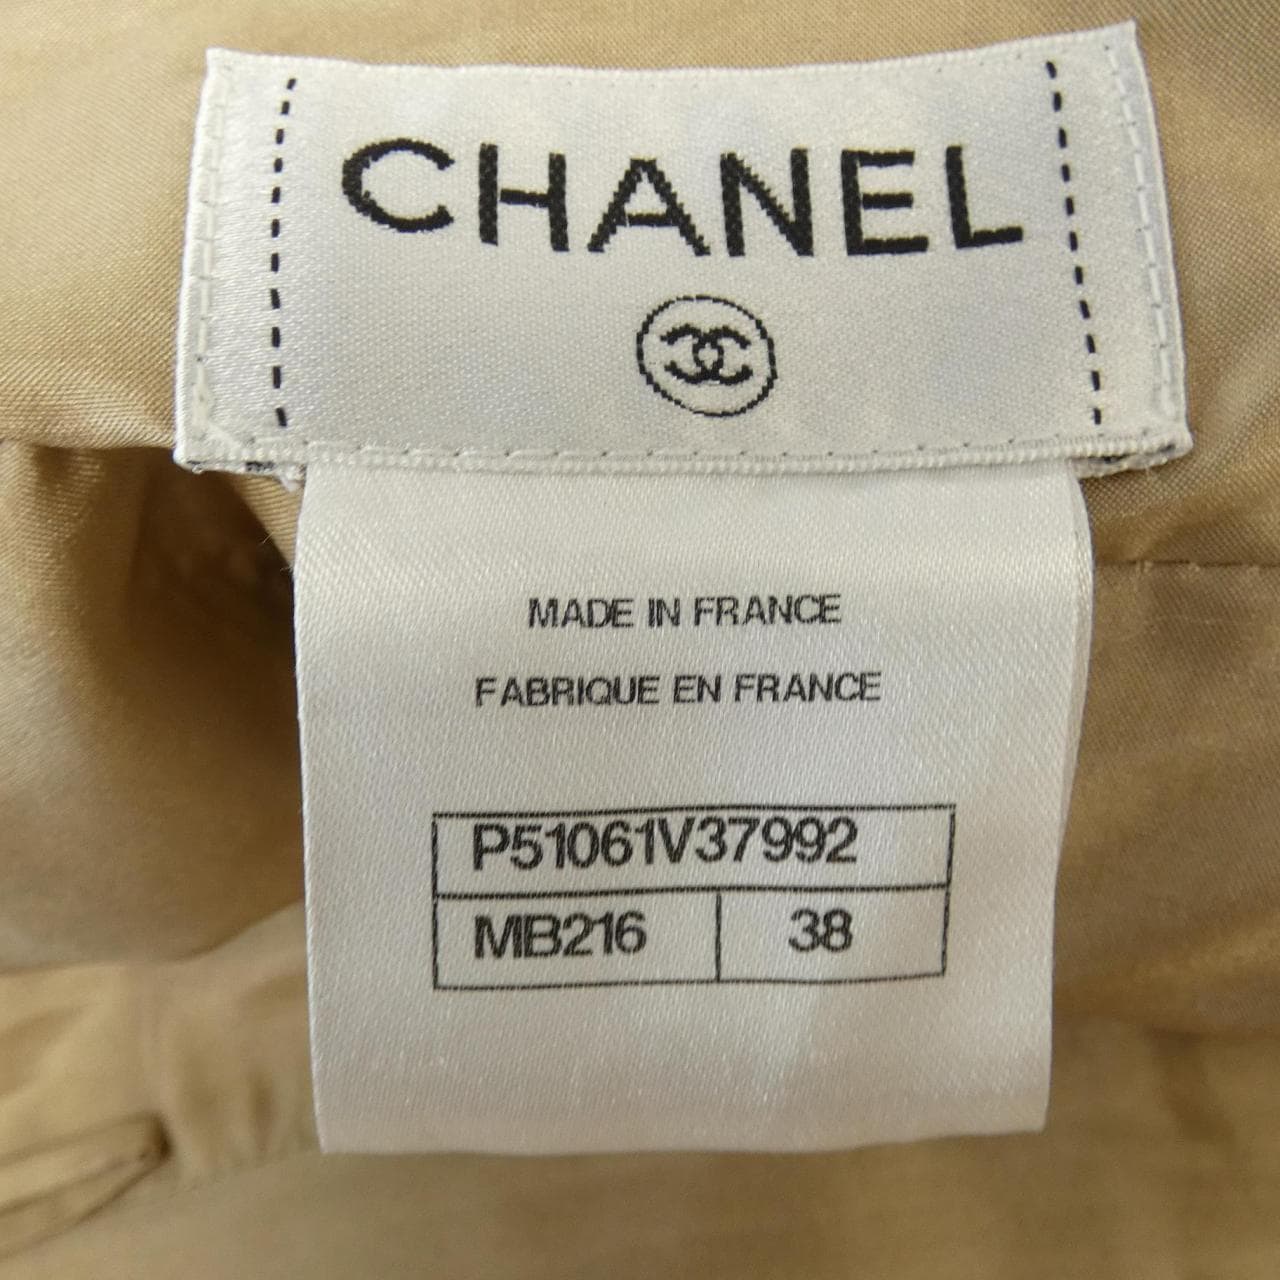 CHANEL
MADE IN FRANCE
FABRIQUE EN FRANCE
P51061V37992
MB216 38